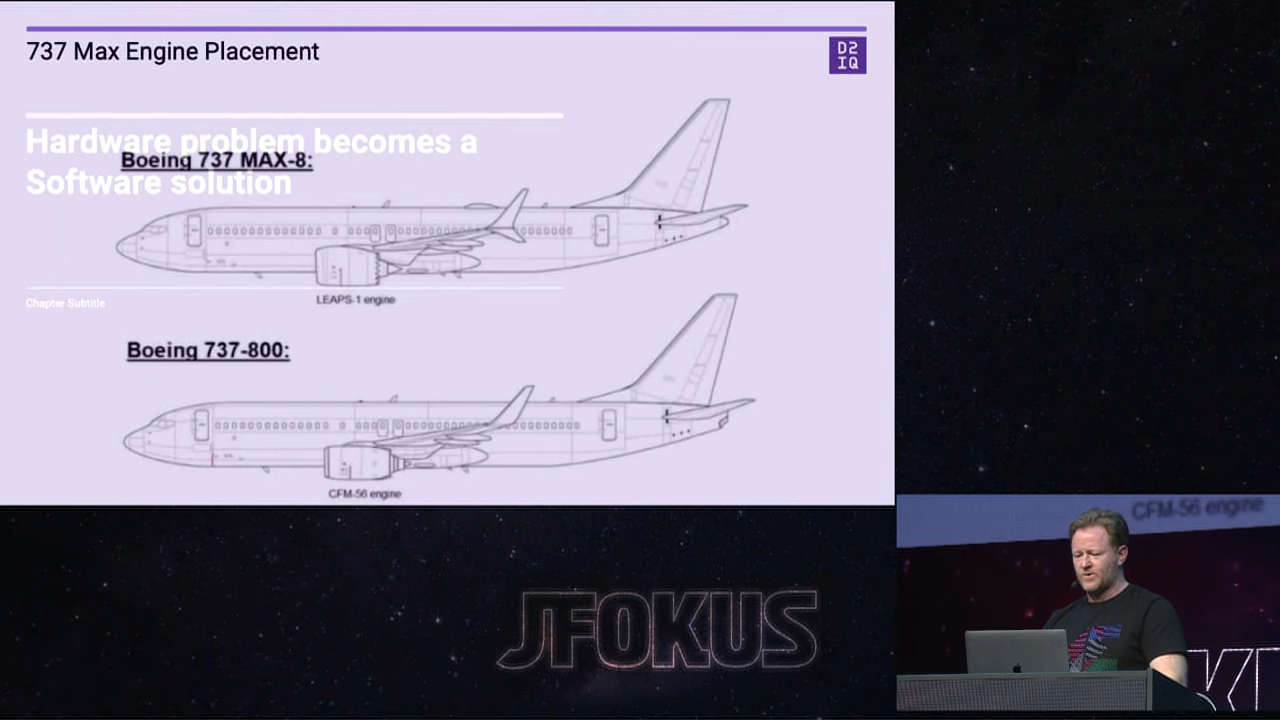 737 Max Engine Placement
D2
IQ
Hardware problem becomes a
Software solution
Boeing 737 MAX-8:
LEAPS-1 engine
Chapter Subtitle
Boeing 737-800:
CFM-56 engine
JFOKUS
CFM-56 engine